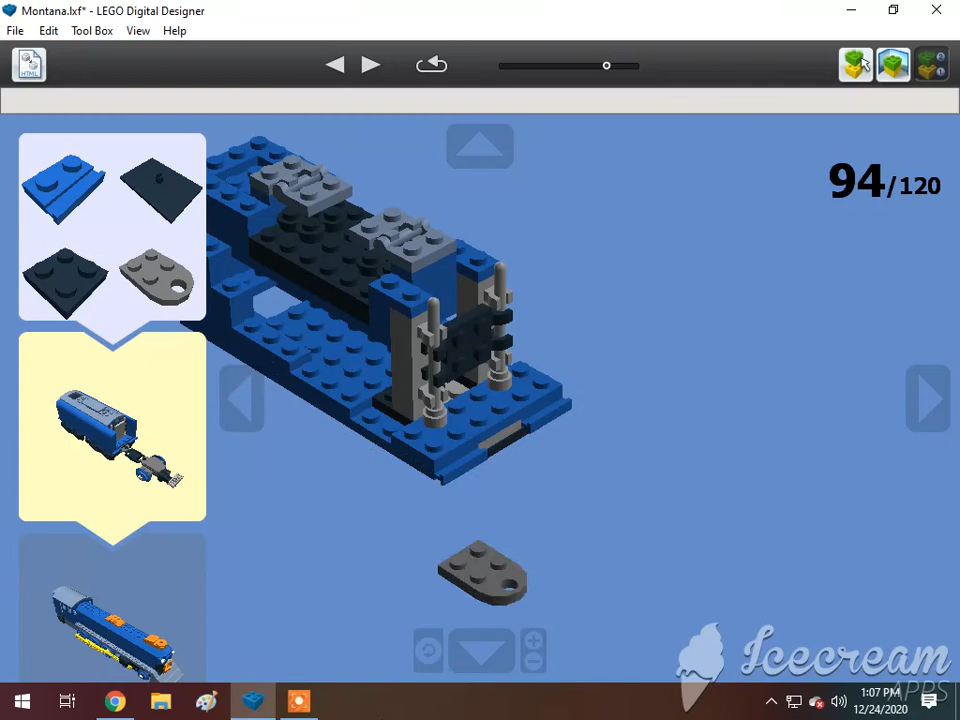 Montana.lxf* - LEGO Digital Designer
File Edit Tool Box View Help
HTML
94/120
Icecream
APPS
1:07 PM
12/24/2020